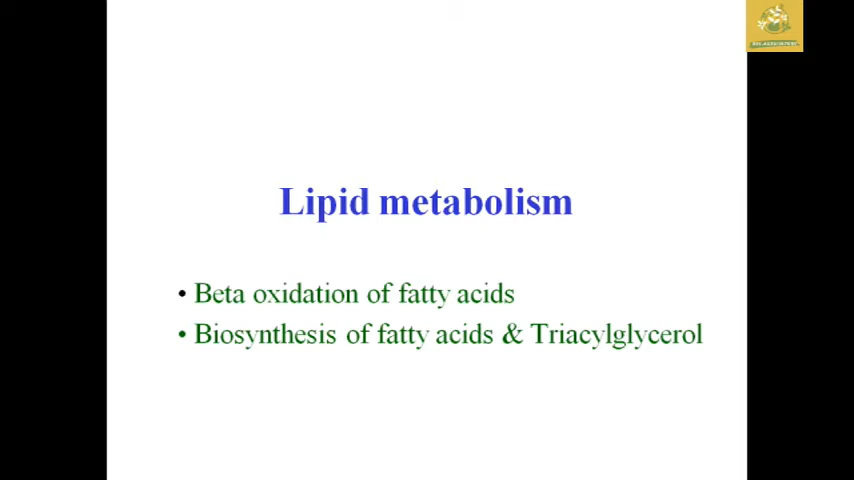 Lipid metabolism
• Beta oxidation of fatty acids
• Biosynthesis of fatty acids & Triacylglycerol